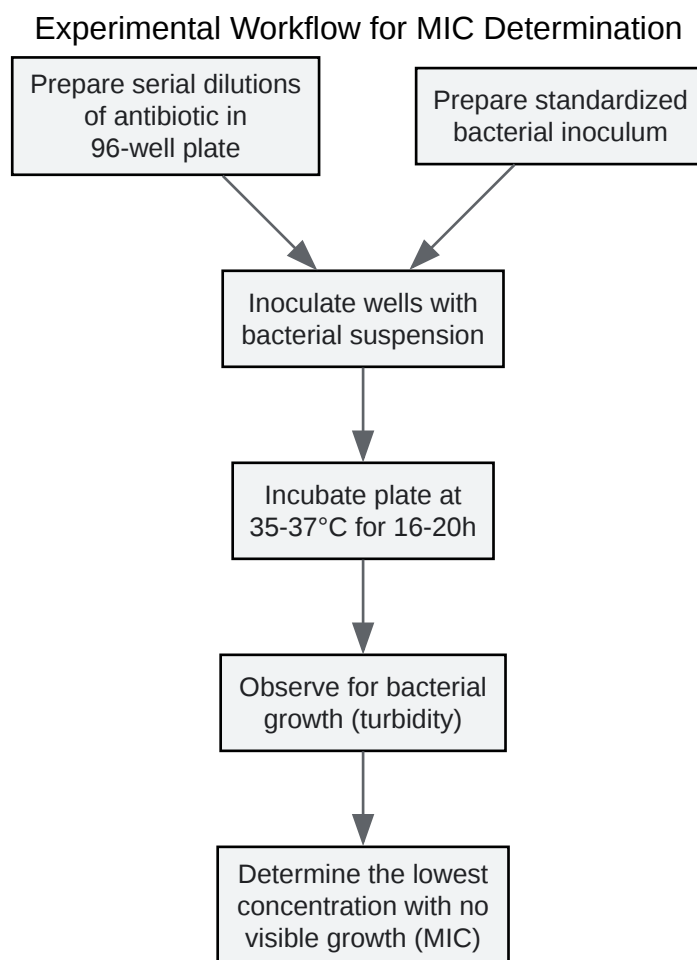 Experimental Workflow for MIC Determination
Prepare serial dilutions
of antibiotic in
96-well plate
Prepare standardized
bacterial inoculum
Inoculate wells with
bacterial suspension
Incubate plate at
35-37°C for 16-20h
Observe for bacterial
growth (turbidity)
Determine the lowest
concentration with no
visible growth (MIC)